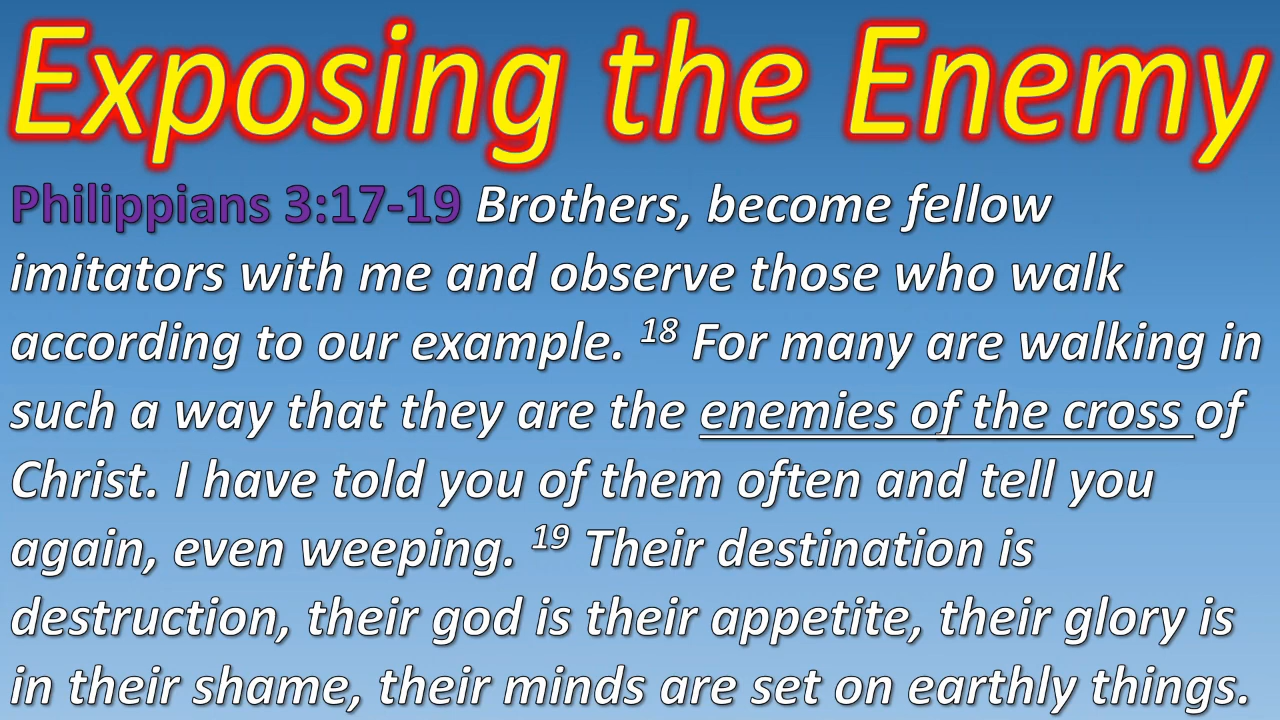 Exposing the Enemy
Philippians 3:17-19 Brothers, become fellow
imitators with me and observe those who walk
according to our example. 18 For many are walking in
such a way that they are the enemies of the cross of
Christ. I have told you of them often and tell you
again, even weeping. 19 Their destination is
destruction, their god is their appetite, their glory is
in their shame, their minds are set on earthly things.